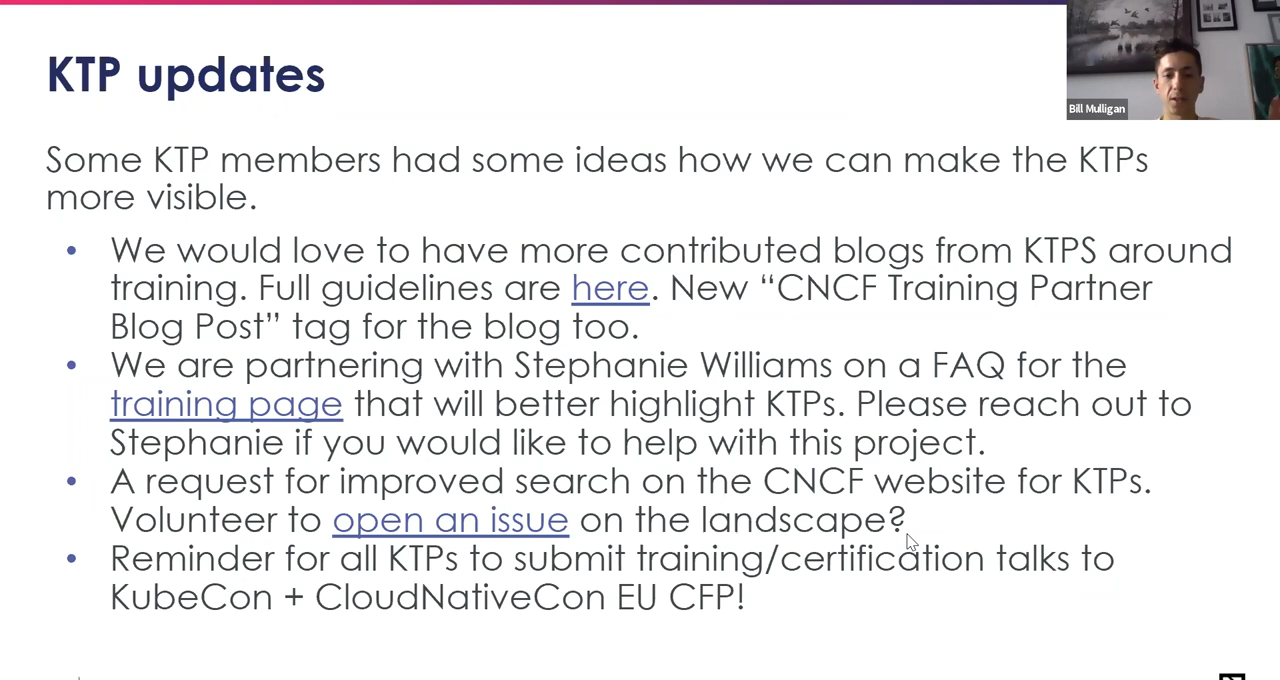 KTP updates
Bill Mulligan
Some KTP members had some ideas how we can make the KTPs
more visible.
• We would love to have more contributed blogs from KTPS around
training. Full guidelines are here. New “CNCF Training Partner
Blog Post” tag for the blog too.
• We are partnering with Stephanie Williams on a FAQ for the
training page that will better highlight KTPs. Please reach out to
Stephanie if you would like to help with this project.
• A request for improved search on the CNCF website for KTPs.
Volunteer to open an issue on the landscape?
• Reminder for all KTPs to submit training/certification talks to
KubeCon + CloudNativeCon EU CFP!